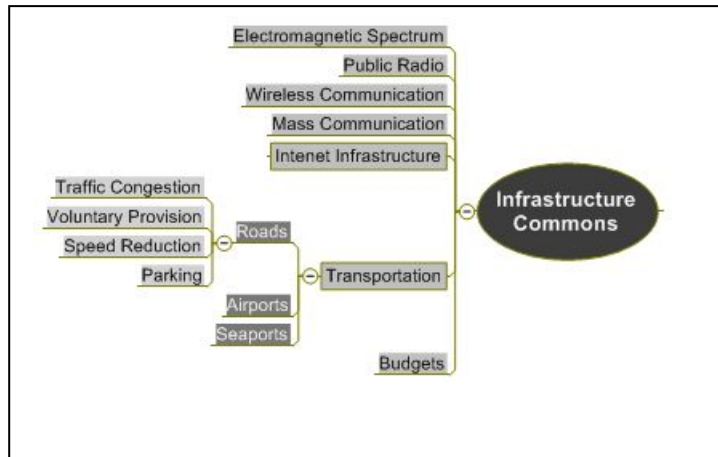 Electromagnetic Spectrum
Public Radio
Wireless Communication
Mass Communication
Intenet Infrastructure
Infrastructure
Commons
Traffic Congestion
Voluntary Provision
Roads
Speed Reduction
Parking
Transportation
Airports
Seaports
Budgets